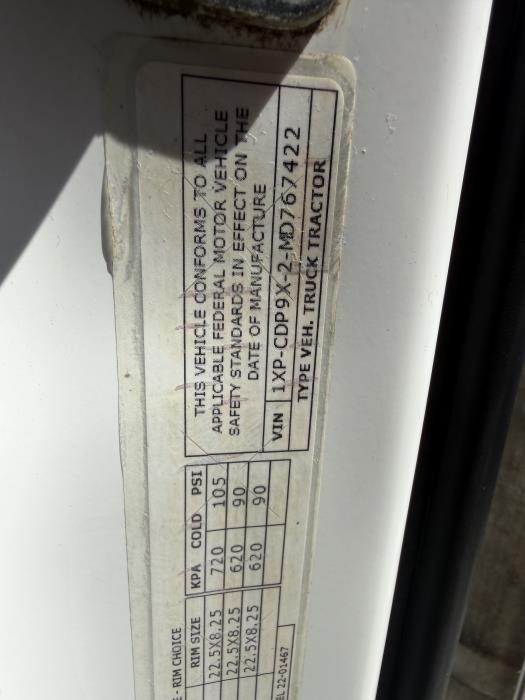 THIS VEHICLE CONFORMS TO ALL
APPLICABLE FEDERAL MOTOR VEHICLE
SAFETY STANDARDS IN EFFECT ON THE
DATE OF MANUFACTURE
VIN 1XP-CDP9X-2-MD767422
TYPE VEH. TRUCK TRACTOR
- RIM CHOICE
RIM SIZE KPA COLD PSI
22.5X8.25 720 105
22.5X8.25 620 90
22.5X8.25 620 90
EL 22-01467